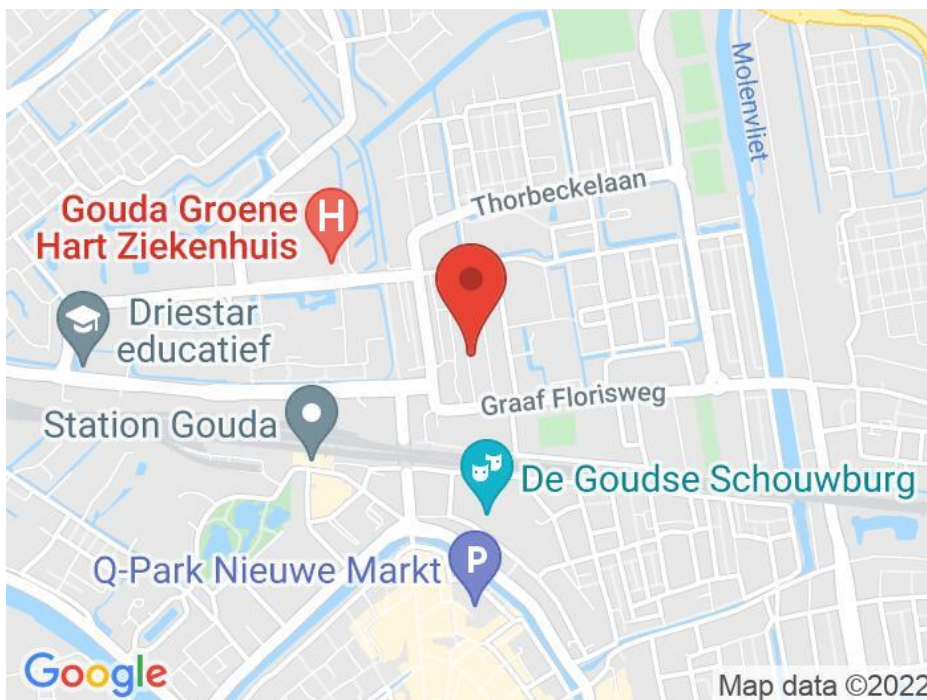 Molenvliet
Thorbeckelaan
Gouda Groene
Hart Ziekenhuis
H
Driestar
educatief
Graaf Florisweg
Station Gouda
De Goudse Schouwburg
Q-Park Nieuwe Markt
P
Google
Map data ©2022